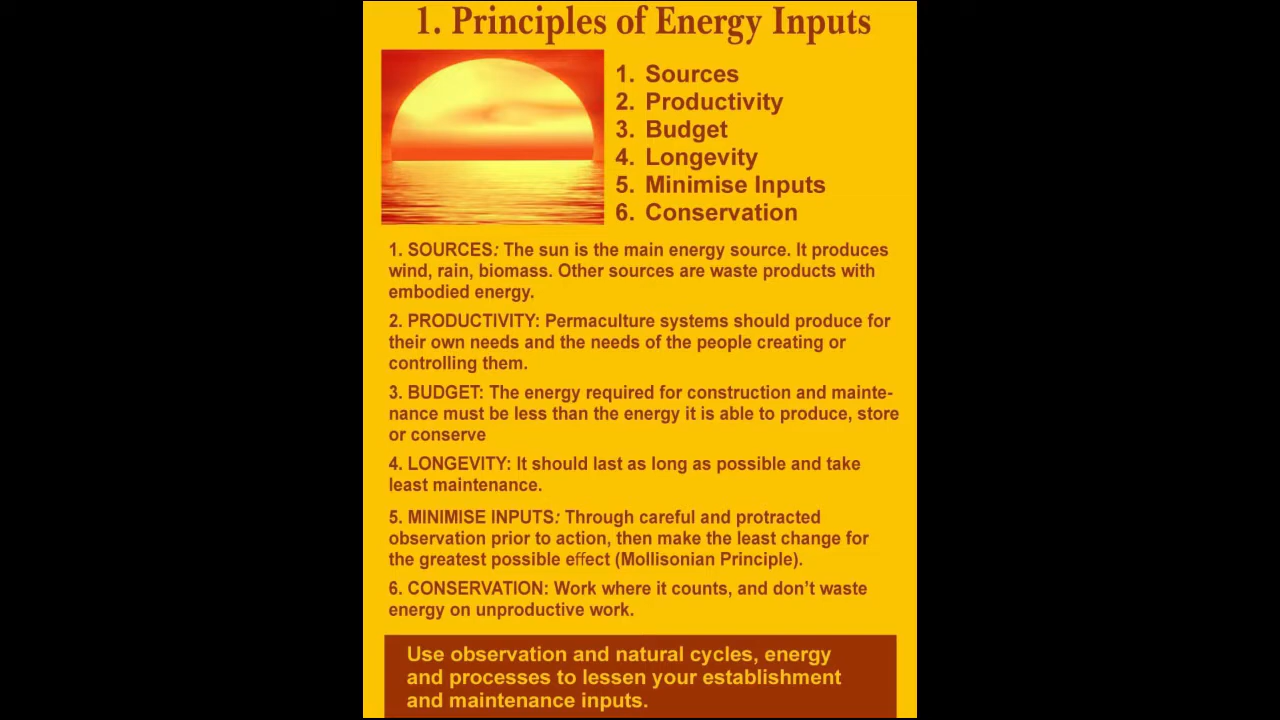 1. Principles of Energy Inputs
1. Sources
2. Productivity
3. Budget
4. Longevity
5. Minimise Inputs
6. Conservation
1. SOURCES: The sun is the main energy source. It produces
wind, rain, biomass. Other sources are waste products with
embodied energy.
2. PRODUCTIVITY: Permaculture systems should produce for
their own needs and the needs of the people creating or
controlling them.
3. BUDGET: The energy required for construction and mainte-
nance must be less than the energy it is able to produce, store
or conserve
4. LONGEVITY: It should last as long as possible and take
least maintenance.
5. MINIMISE INPUTS: Through careful and protracted
observation prior to action, then make the least change for
the greatest possible effect (Mollisonian Principle).
6. CONSERVATION: Work where it counts, and don’t waste
energy on unproductive work.
Use observation and natural cycles, energy
and processes to lessen your establishment
and maintenance inputs.